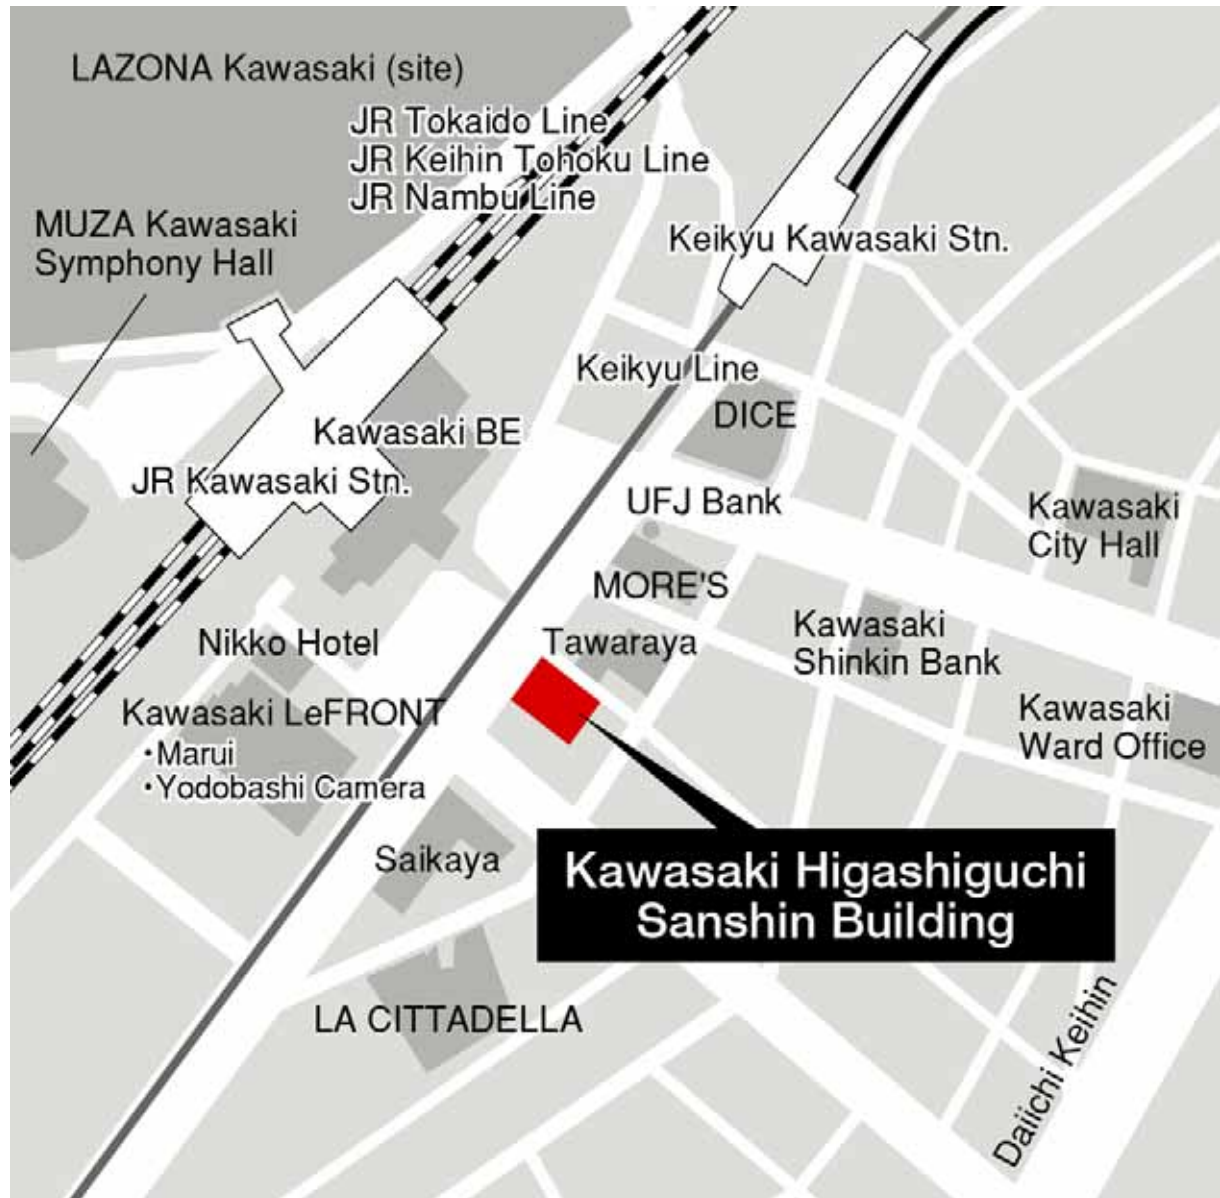 LAZONA Kawasaki (site)
JR Tokaido Line
JR Keihin Tohoku Line
JR Nambu Line
MUZA Kawasaki
Symphony Hall
Keikyu Kawasaki Stn.
Keikyu Line
DICE
Kawasaki BE
JR Kawasaki Stn.
UFJ Bank
Kawasaki
City Hall
MORE'S
Nikko Hotel
Tawaraya
Kawasaki
Shinkin Bank
Kawasaki LeFRONT
・Marui
・Yodobashi Camera
Kawasaki
Ward Office
Saikaya
Kawasaki Higashiguchi
Sanshin Building
LA CITTADELLA
Daiichi Keihin